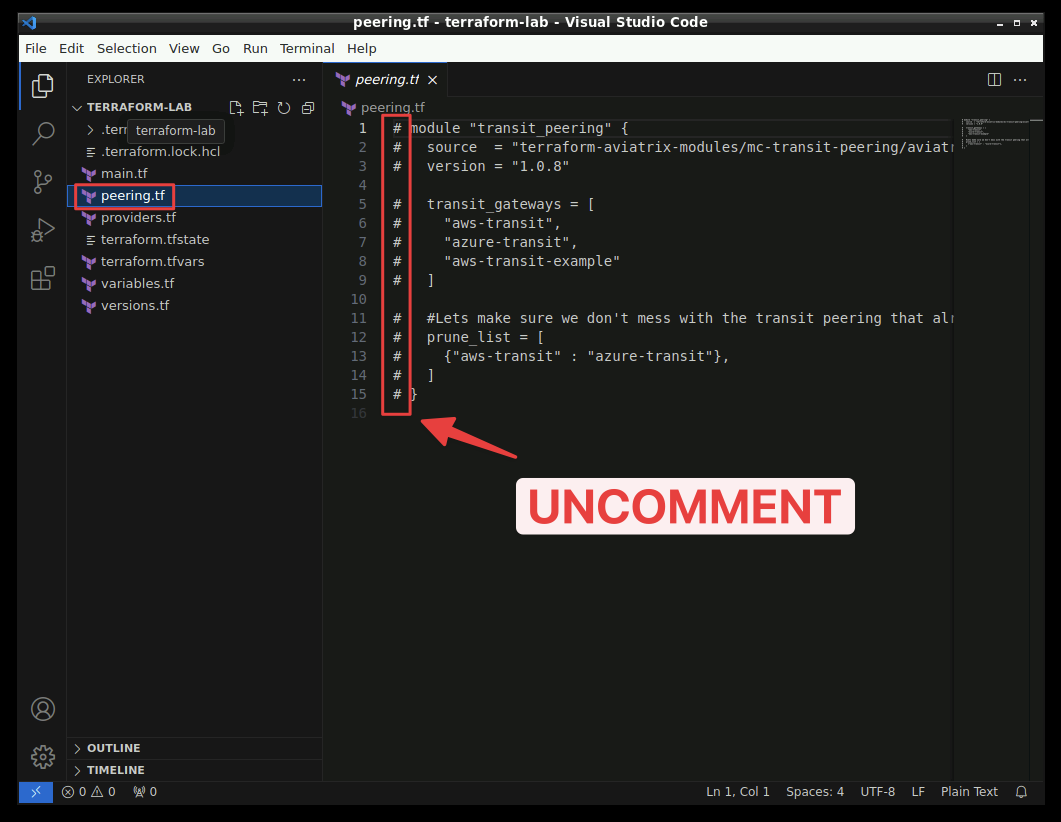 peering.tf - terraform-lab - Visual Studio Code
File Edit Selection View Go Run Terminal Help
EXPLORER
TERRAFORM-LAB
terraform-lab
.terraform.lock.hcl
main.tf
peering.tf
providers.tf
terraform.tfstate
terraform.tfvars
variables.tf
versions.tf
OUTLINE
TIMELINE
peering.tf
peering.tf
1 # module "transit_peering" {
2 #   source  = "terraform-aviatrix-modules/mc-transit-peering/aviatr
3 #   version = "1.0.8"
4
5 #   transit_gateways = [
6 #     "aws-transit",
7 #     "azure-transit",
8 #     "aws-transit-example"
9 #   ]
10
11 #   #Lets make sure we don't mess with the transit peering that alr
12 #   prune_list = [
13 #     {"aws-transit" : "azure-transit"},
14 #   ]
15 # }
16
UNCOMMENT
0 0 0 Ln 1, Col 1 Spaces: 4 UTF-8 LF Plain Text